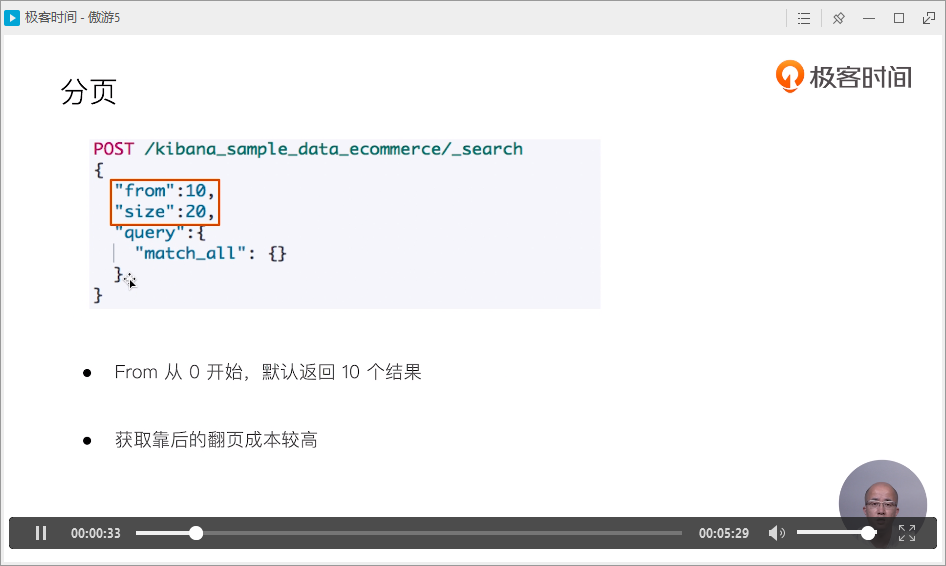 极客时间 - 傲游5
极客时间
分页
POST /kibana_sample_data_ecommerce/_search
{
"from":10,
"size":20,
"query":{
"match_all": {}
}
}
From 从 0 开始，默认返回 10 个结果
获取靠后的翻页成本较高
00:00:33
00:05:29